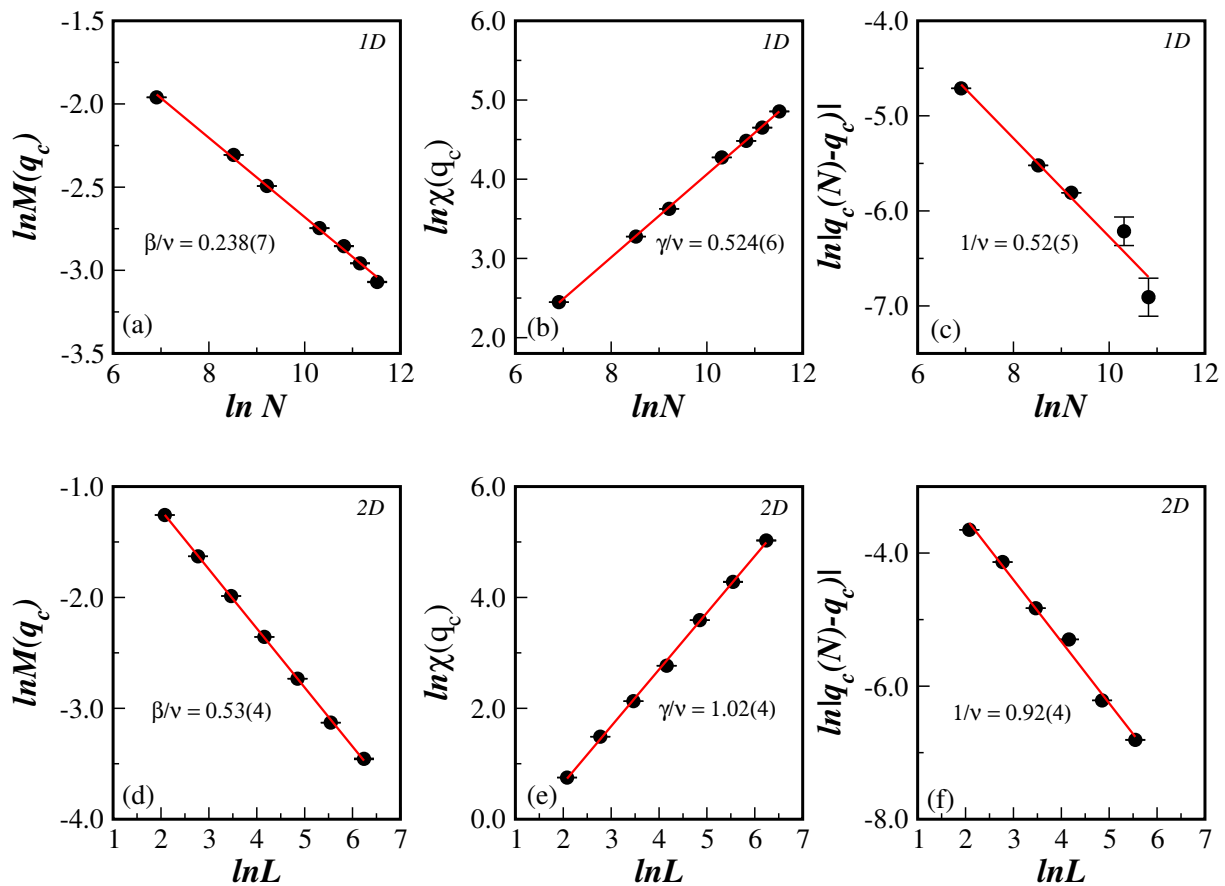 -1.5
-2.0
-2.5
-3.0
-3.5
6
8
10
12
lnM(q_c)
ln N
1D
β/ν = 0.238(7)
(a)
6.0
5.0
4.0
3.0
2.0
6
8
10
12
lnχ(q_c)
lnN
1D
γ/ν = 0.524(6)
(b)
-4.0
-5.0
-6.0
-7.0
6
8
10
12
ln|q_c(N)-q_c)|
lnN
1D
1/ν = 0.52(5)
(c)
-1.0
-2.0
-3.0
-4.0
1
2
3
4
5
6
7
lnM(q_c)
lnL
2D
β/ν = 0.53(4)
(d)
6.0
4.0
2.0
0.0
1
2
3
4
5
6
7
lnχ(q_c)
lnL
2D
γ/ν = 1.02(4)
(e)
-4.0
-6.0
-8.0
1
2
3
4
5
6
7
ln|q_c(N)-q_c)|
lnL
2D
1/ν = 0.92(4)
(f)